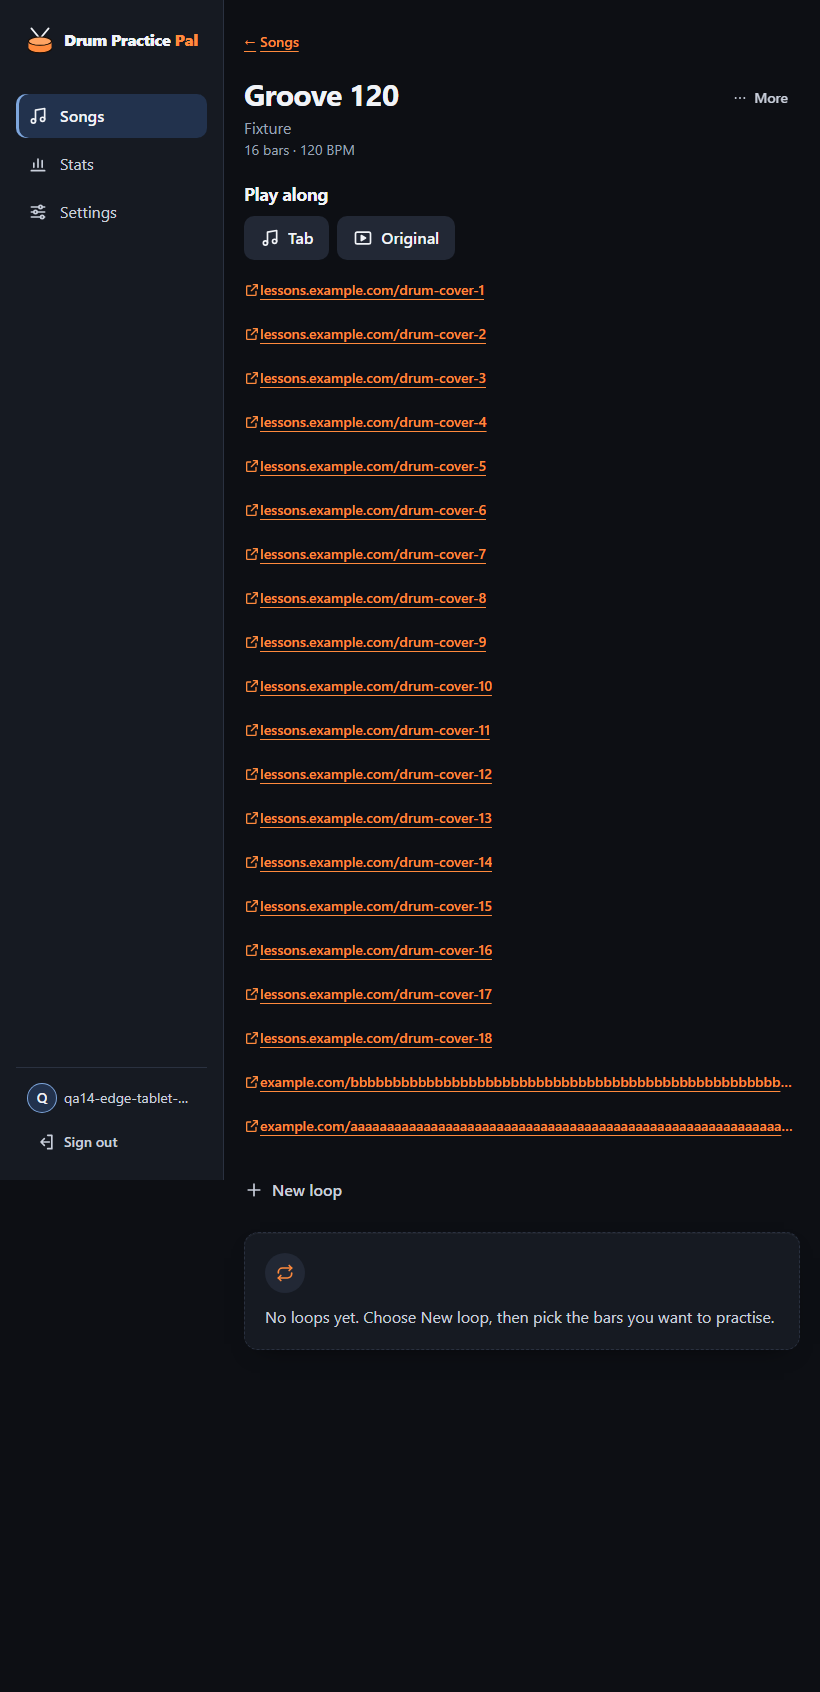 Drum Practice Pal
Songs
Stats
Settings
← Songs
Groove 120
··· More
Fixture
16 bars · 120 BPM
Play along
Tab
Original
lessons.example.com/drum-cover-1
lessons.example.com/drum-cover-2
lessons.example.com/drum-cover-3
lessons.example.com/drum-cover-4
lessons.example.com/drum-cover-5
lessons.example.com/drum-cover-6
lessons.example.com/drum-cover-7
lessons.example.com/drum-cover-8
lessons.example.com/drum-cover-9
lessons.example.com/drum-cover-10
lessons.example.com/drum-cover-11
lessons.example.com/drum-cover-12
lessons.example.com/drum-cover-13
lessons.example.com/drum-cover-14
lessons.example.com/drum-cover-15
lessons.example.com/drum-cover-16
lessons.example.com/drum-cover-17
lessons.example.com/drum-cover-18
example.com/bbbbbbbbbbbbbbbbbbbbbbbbbbbbbbbbbbbbbbbbbbbbbbbbbbb...
example.com/aaaaaaaaaaaaaaaaaaaaaaaaaaaaaaaaaaaaaaaaaaaaaaaaaaaaaaaaa...
Q
qa14-edge-tablet-...
Sign out
New loop
No loops yet. Choose New loop, then pick the bars you want to practise.